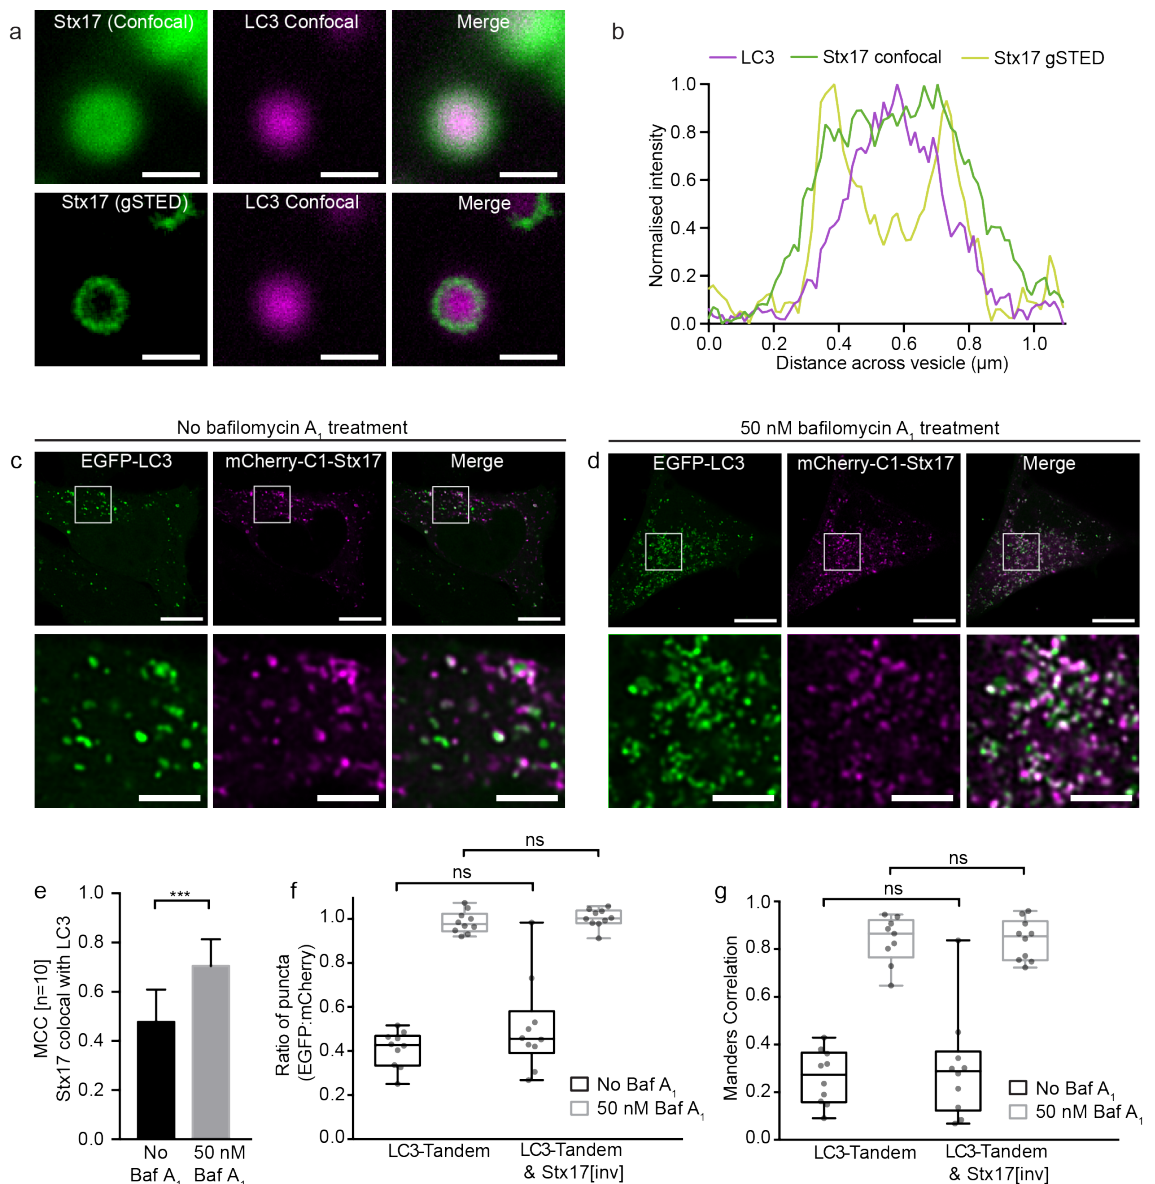 a
Stx17 (Confocal) LC3 Confocal Merge
Stx17 (gSTED) LC3 Confocal Merge
b
LC3 Stx17 confocal Stx17 gSTED
Normalised intensity
1.0
0.8
0.6
0.4
0.2
0.0
0.0 0.2 0.4 0.6 0.8 1.0
Distance across vesicle (µm)
No bafilomycin A1 treatment
c
EGFP-LC3 mCherry-C1-Stx17 Merge
50 nM bafilomycin A1 treatment
d
EGFP-LC3 mCherry-C1-Stx17 Merge
e
MCC [n=10]
Stx17 colocal with LC3
1.0
0.8
0.6
0.4
0.2
0.0
***
No
Baf A1
50 nM
Baf A1
f
Ratio of puncta
(EGFP:mCherry)
1.0
0.8
0.6
0.4
0.2
0.0
ns
ns
No Baf A1
50 nM Baf A1
LC3-Tandem
LC3-Tandem
& Stx17[inv]
g
Manders Correlation
1.0
0.8
0.6
0.4
0.2
0.0
ns
ns
No Baf A1
50 nM Baf A1
LC3-Tandem
LC3-Tandem
& Stx17[inv]